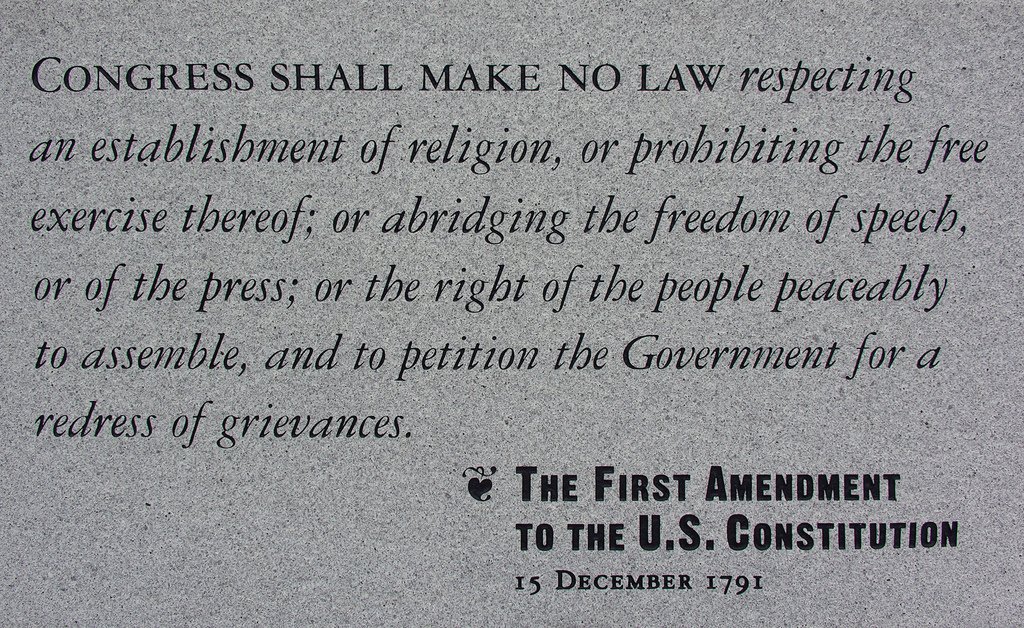 CONGRESS SHALL MAKE NO LAW respecting
an establishment of religion, or prohibiting the free
exercise thereof; or abridging the freedom of speech,
or of the press; or the right of the people peaceably
to assemble, and to petition the Government for a
redress of grievances.
❦ THE FIRST AMENDMENT
TO THE U.S. CONSTITUTION
15 DECEMBER 1791